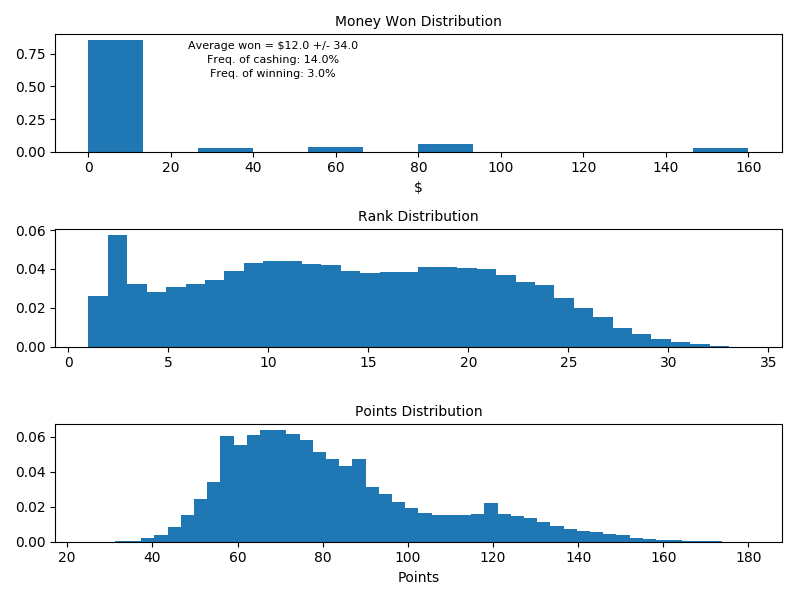 Money Won Distribution
Average won = $12.0 +/- 34.0
Freq. of cashing: 14.0%
Freq. of winning: 3.0%
0.75
0.50
0.25
0.00
0 20 40 60 80 100 120 140 160
$
Rank Distribution
0.06
0.04
0.02
0.00
0 5 10 15 20 25 30 35
Points Distribution
0.06
0.04
0.02
0.00
20 40 60 80 100 120 140 160 180
Points